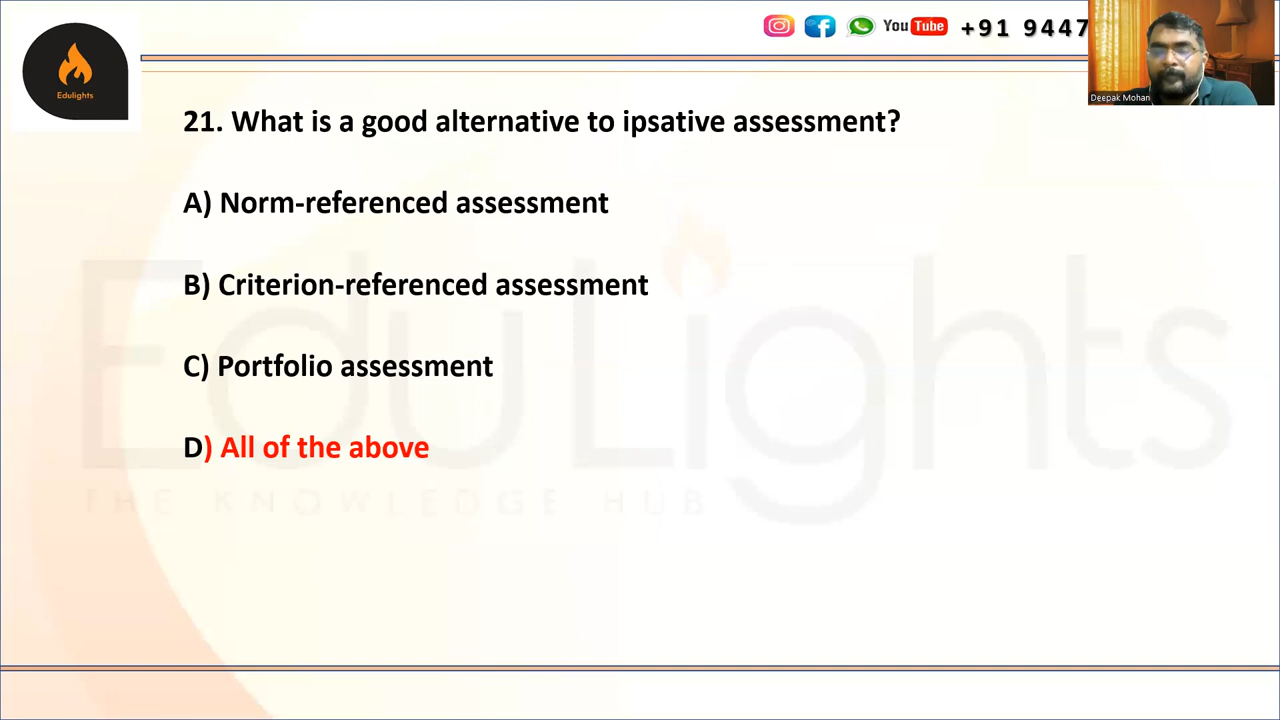 Edulights
You Tube +91 9447
Deepak Mohan
21. What is a good alternative to ipsative assessment?
A) Norm-referenced assessment
B) Criterion-referenced assessment
C) Portfolio assessment
D) All of the above
EduLights
THE KNOWLEDGE HUB